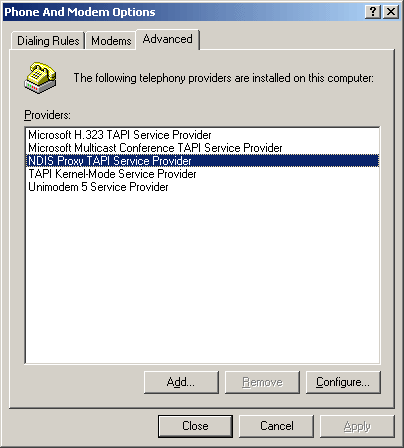 Phone And Modem Options
Dialing Rules Modems Advanced
The following telephony providers are installed on this computer:
Providers:
Microsoft H.323 TAPI Service Provider
Microsoft Multicast Conference TAPI Service Provider
NDIS Proxy TAPI Service Provider
TAPI Kernel-Mode Service Provider
Unimodem 5 Service Provider
Add... Remove Configure...
Close Cancel Apply